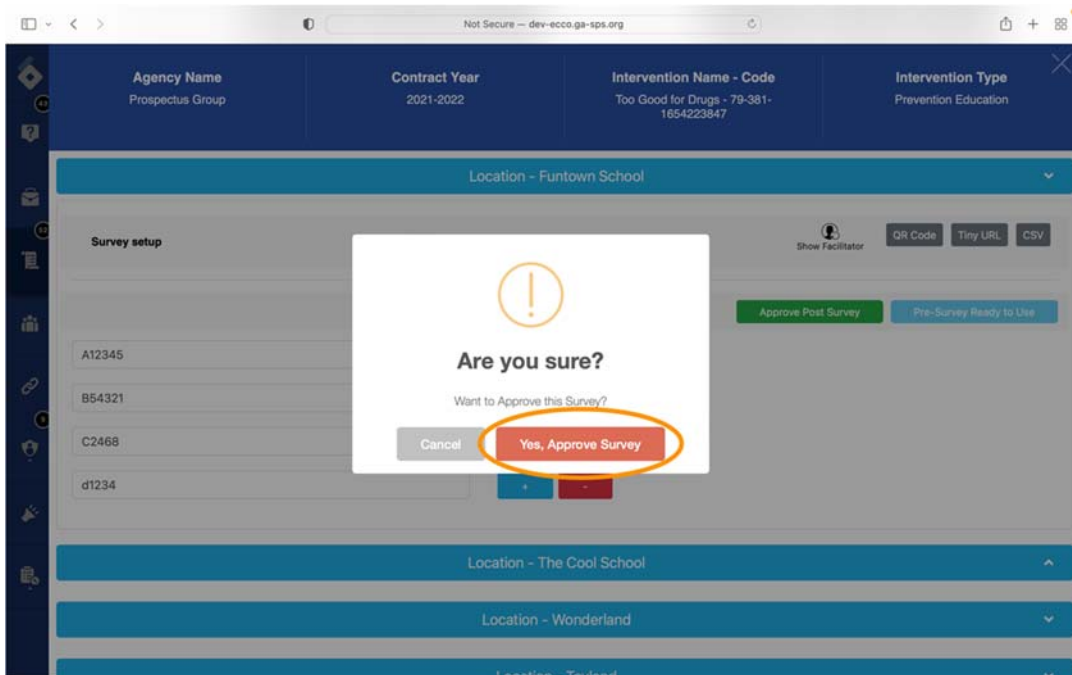 Not Secure — dev-ecco.ga-sps.org
Agency Name
Prospectus Group
Contract Year
2021-2022
Intervention Name - Code
Too Good for Drugs - 79-381-
1654223847
Intervention Type
Prevention Education
Location - Funtown School
Survey setup
Show Facilitator
QR Code
Tiny URL
CSV
Approve Post Survey
Pre-Survey Ready to Use
A12345
B54321
C2468
d1234
+
-
Are you sure?
Want to Approve this Survey?
Cancel
Yes, Approve Survey
Location - The Cool School
Location - Wonderland
Location - Toyland